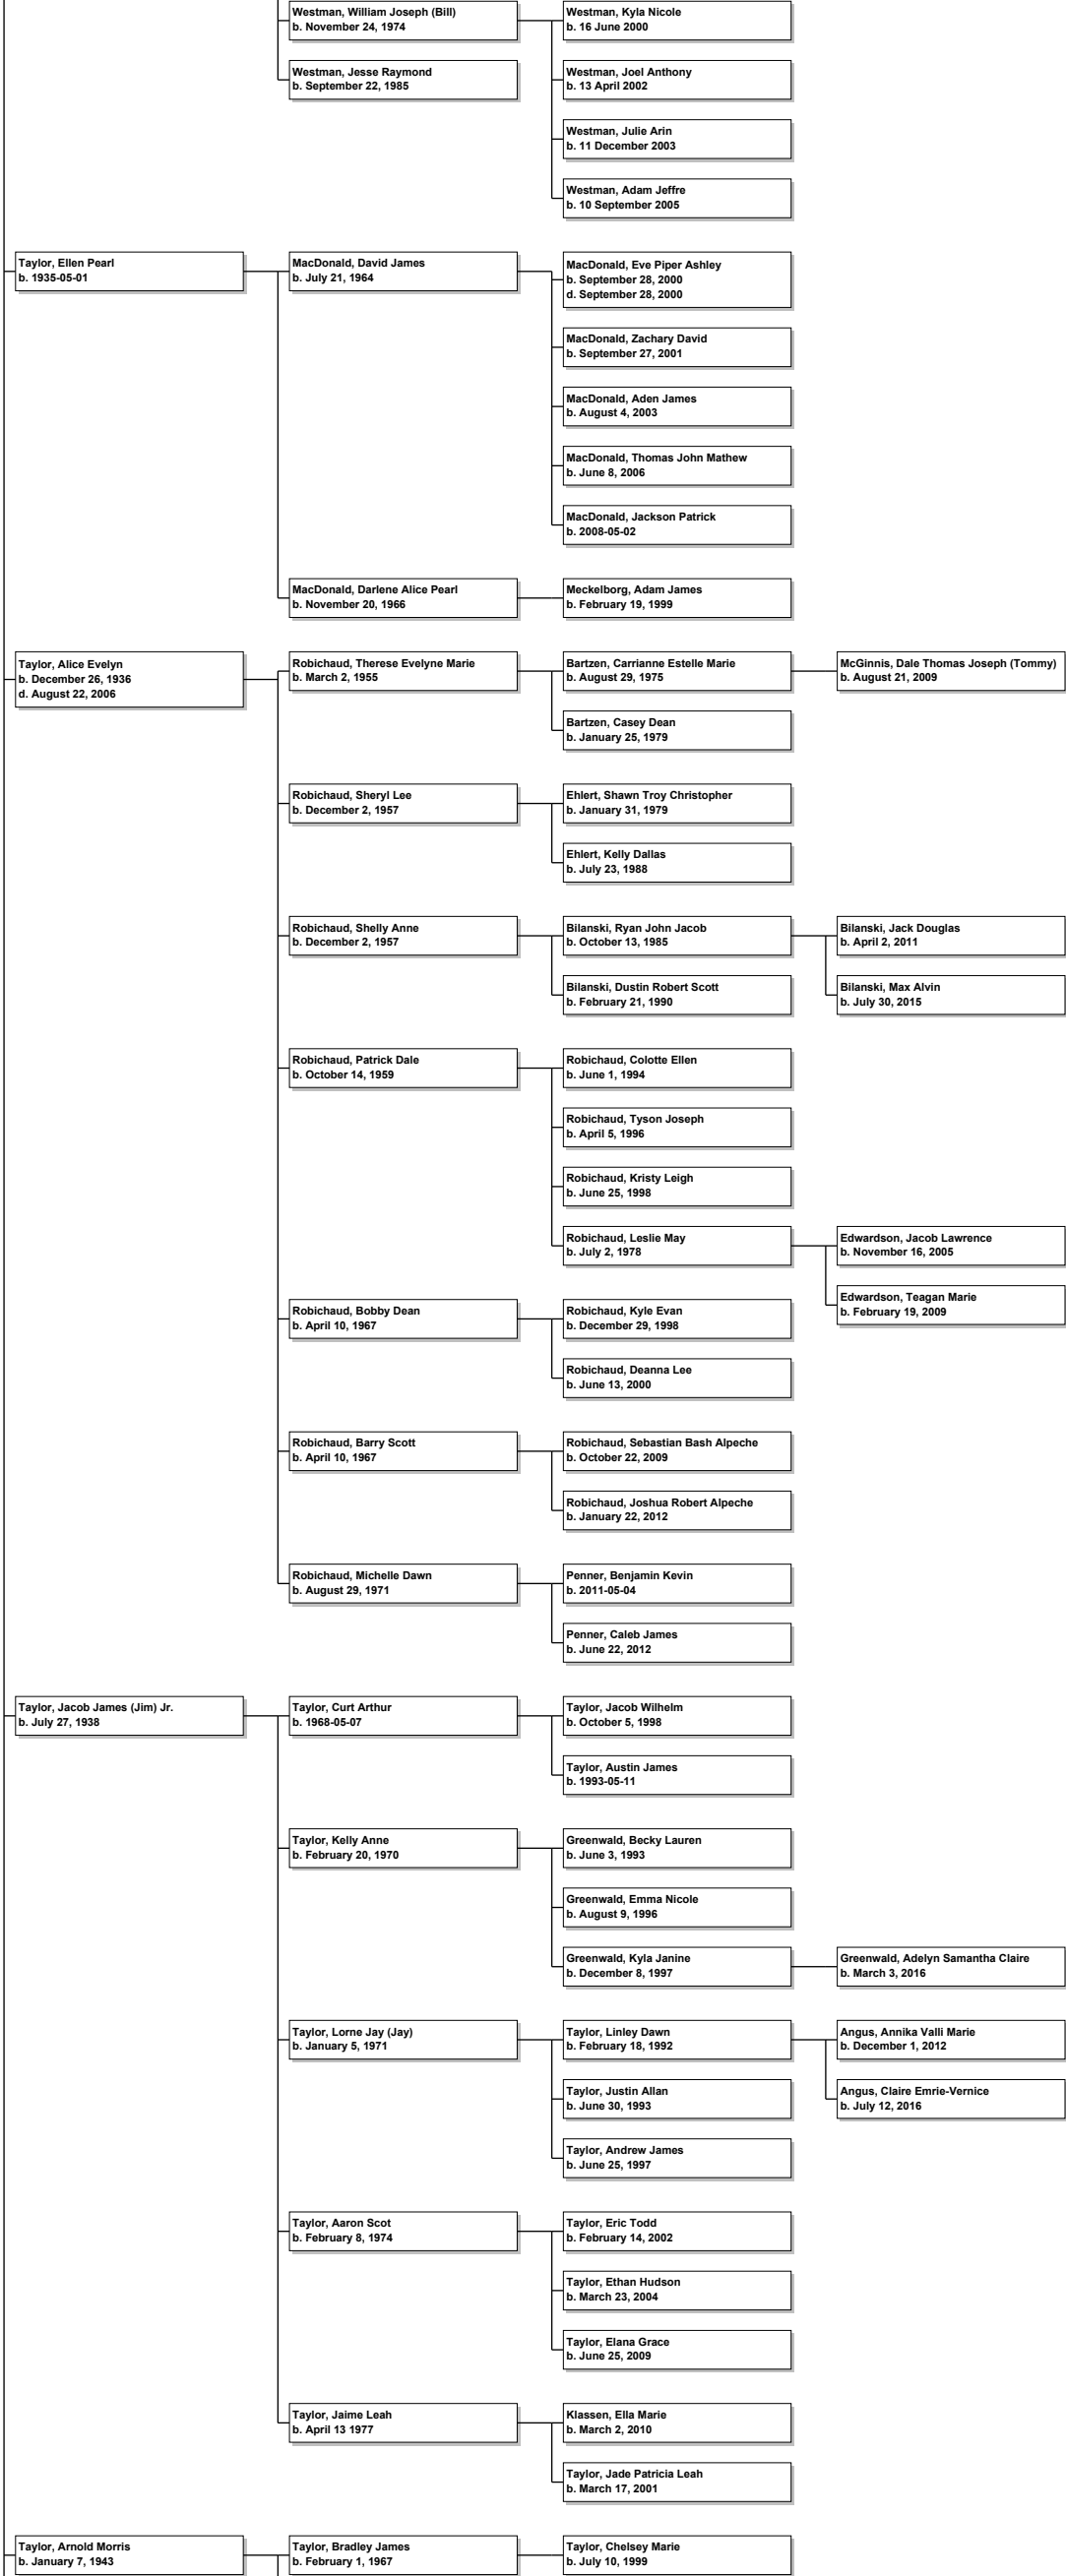 Westman, William Joseph (Bill)
b. November 24, 1974
Westman, Kyla Nicole
b. 16 June 2000
Westman, Jesse Raymond
b. September 22, 1985
Westman, Joel Anthony
b. 13 April 2002
Westman, Julie Arin
b. 11 December 2003
Westman, Adam Jeffre
b. 10 September 2005
Taylor, Ellen Pearl
b. 1935-05-01
MacDonald, David James
b. July 21, 1964
MacDonald, Eve Piper Ashley
b. September 28, 2000
d. September 28, 2000
MacDonald, Zachary David
b. September 27, 2001
MacDonald, Aden James
b. August 4, 2003
MacDonald, Thomas John Mathew
b. June 8, 2006
MacDonald, Jackson Patrick
b. 2008-05-02
MacDonald, Darlene Alice Pearl
b. November 20, 1966
Meckelborg, Adam James
b. February 19, 1999
Taylor, Alice Evelyn
b. December 26, 1936
d. August 22, 2006
Robichaud, Therese Evelyne Marie
b. March 2, 1955
Bartzen, Carrianne Estelle Marie
b. August 29, 1975
McGinnis, Dale Thomas Joseph (Tommy)
b. August 21, 2009
Bartzen, Casey Dean
b. January 25, 1979
Robichaud, Sheryl Lee
b. December 2, 1957
Ehlert, Shawn Troy Christopher
b. January 31, 1979
Ehlert, Kelly Dallas
b. July 23, 1988
Robichaud, Shelly Anne
b. December 2, 1957
Bilanski, Ryan John Jacob
b. October 13, 1985
Bilanski, Jack Douglas
b. April 2, 2011
Bilanski, Dustin Robert Scott
b. February 21, 1990
Bilanski, Max Alvin
b. July 30, 2015
Robichaud, Patrick Dale
b. October 14, 1959
Robichaud, Colotte Ellen
b. June 1, 1994
Robichaud, Tyson Joseph
b. April 5, 1996
Robichaud, Kristy Leigh
b. June 25, 1998
Robichaud, Leslie May
b. July 2, 1978
Edwardson, Jacob Lawrence
b. November 16, 2005
Edwardson, Teagan Marie
b. February 19, 2009
Robichaud, Bobby Dean
b. April 10, 1967
Robichaud, Kyle Evan
b. December 29, 1998
Robichaud, Deanna Lee
b. June 13, 2000
Robichaud, Barry Scott
b. April 10, 1967
Robichaud, Sebastian Bash Alpeche
b. October 22, 2009
Robichaud, Joshua Robert Alpeche
b. January 22, 2012
Robichaud, Michelle Dawn
b. August 29, 1971
Penner, Benjamin Kevin
b. 2011-05-04
Penner, Caleb James
b. June 22, 2012
Taylor, Jacob James (Jim) Jr.
b. July 27, 1938
Taylor, Curt Arthur
b. 1968-05-07
Taylor, Jacob Wilhelm
b. October 5, 1998
Taylor, Austin James
b. 1993-05-11
Taylor, Kelly Anne
b. February 20, 1970
Greenwald, Becky Lauren
b. June 3, 1993
Greenwald, Emma Nicole
b. August 9, 1996
Greenwald, Kyla Janine
b. December 8, 1997
Greenwald, Adelyn Samantha Claire
b. March 3, 2016
Taylor, Lorne Jay (Jay)
b. January 5, 1971
Taylor, Linley Dawn
b. February 18, 1992
Angus, Annika Valli Marie
b. December 1, 2012
Taylor, Justin Allan
b. June 30, 1993
Angus, Claire Emrie-Vernice
b. July 12, 2016
Taylor, Andrew James
b. June 25, 1997
Taylor, Aaron Scot
b. February 8, 1974
Taylor, Eric Todd
b. February 14, 2002
Taylor, Ethan Hudson
b. March 23, 2004
Taylor, Elana Grace
b. June 25, 2009
Taylor, Jaime Leah
b. April 13 1977
Klassen, Ella Marie
b. March 2, 2010
Taylor, Jade Patricia Leah
b. March 17, 2001
Taylor, Arnold Morris
b. January 7, 1943
Taylor, Bradley James
b. February 1, 1967
Taylor, Chelsey Marie
b. July 10, 1999